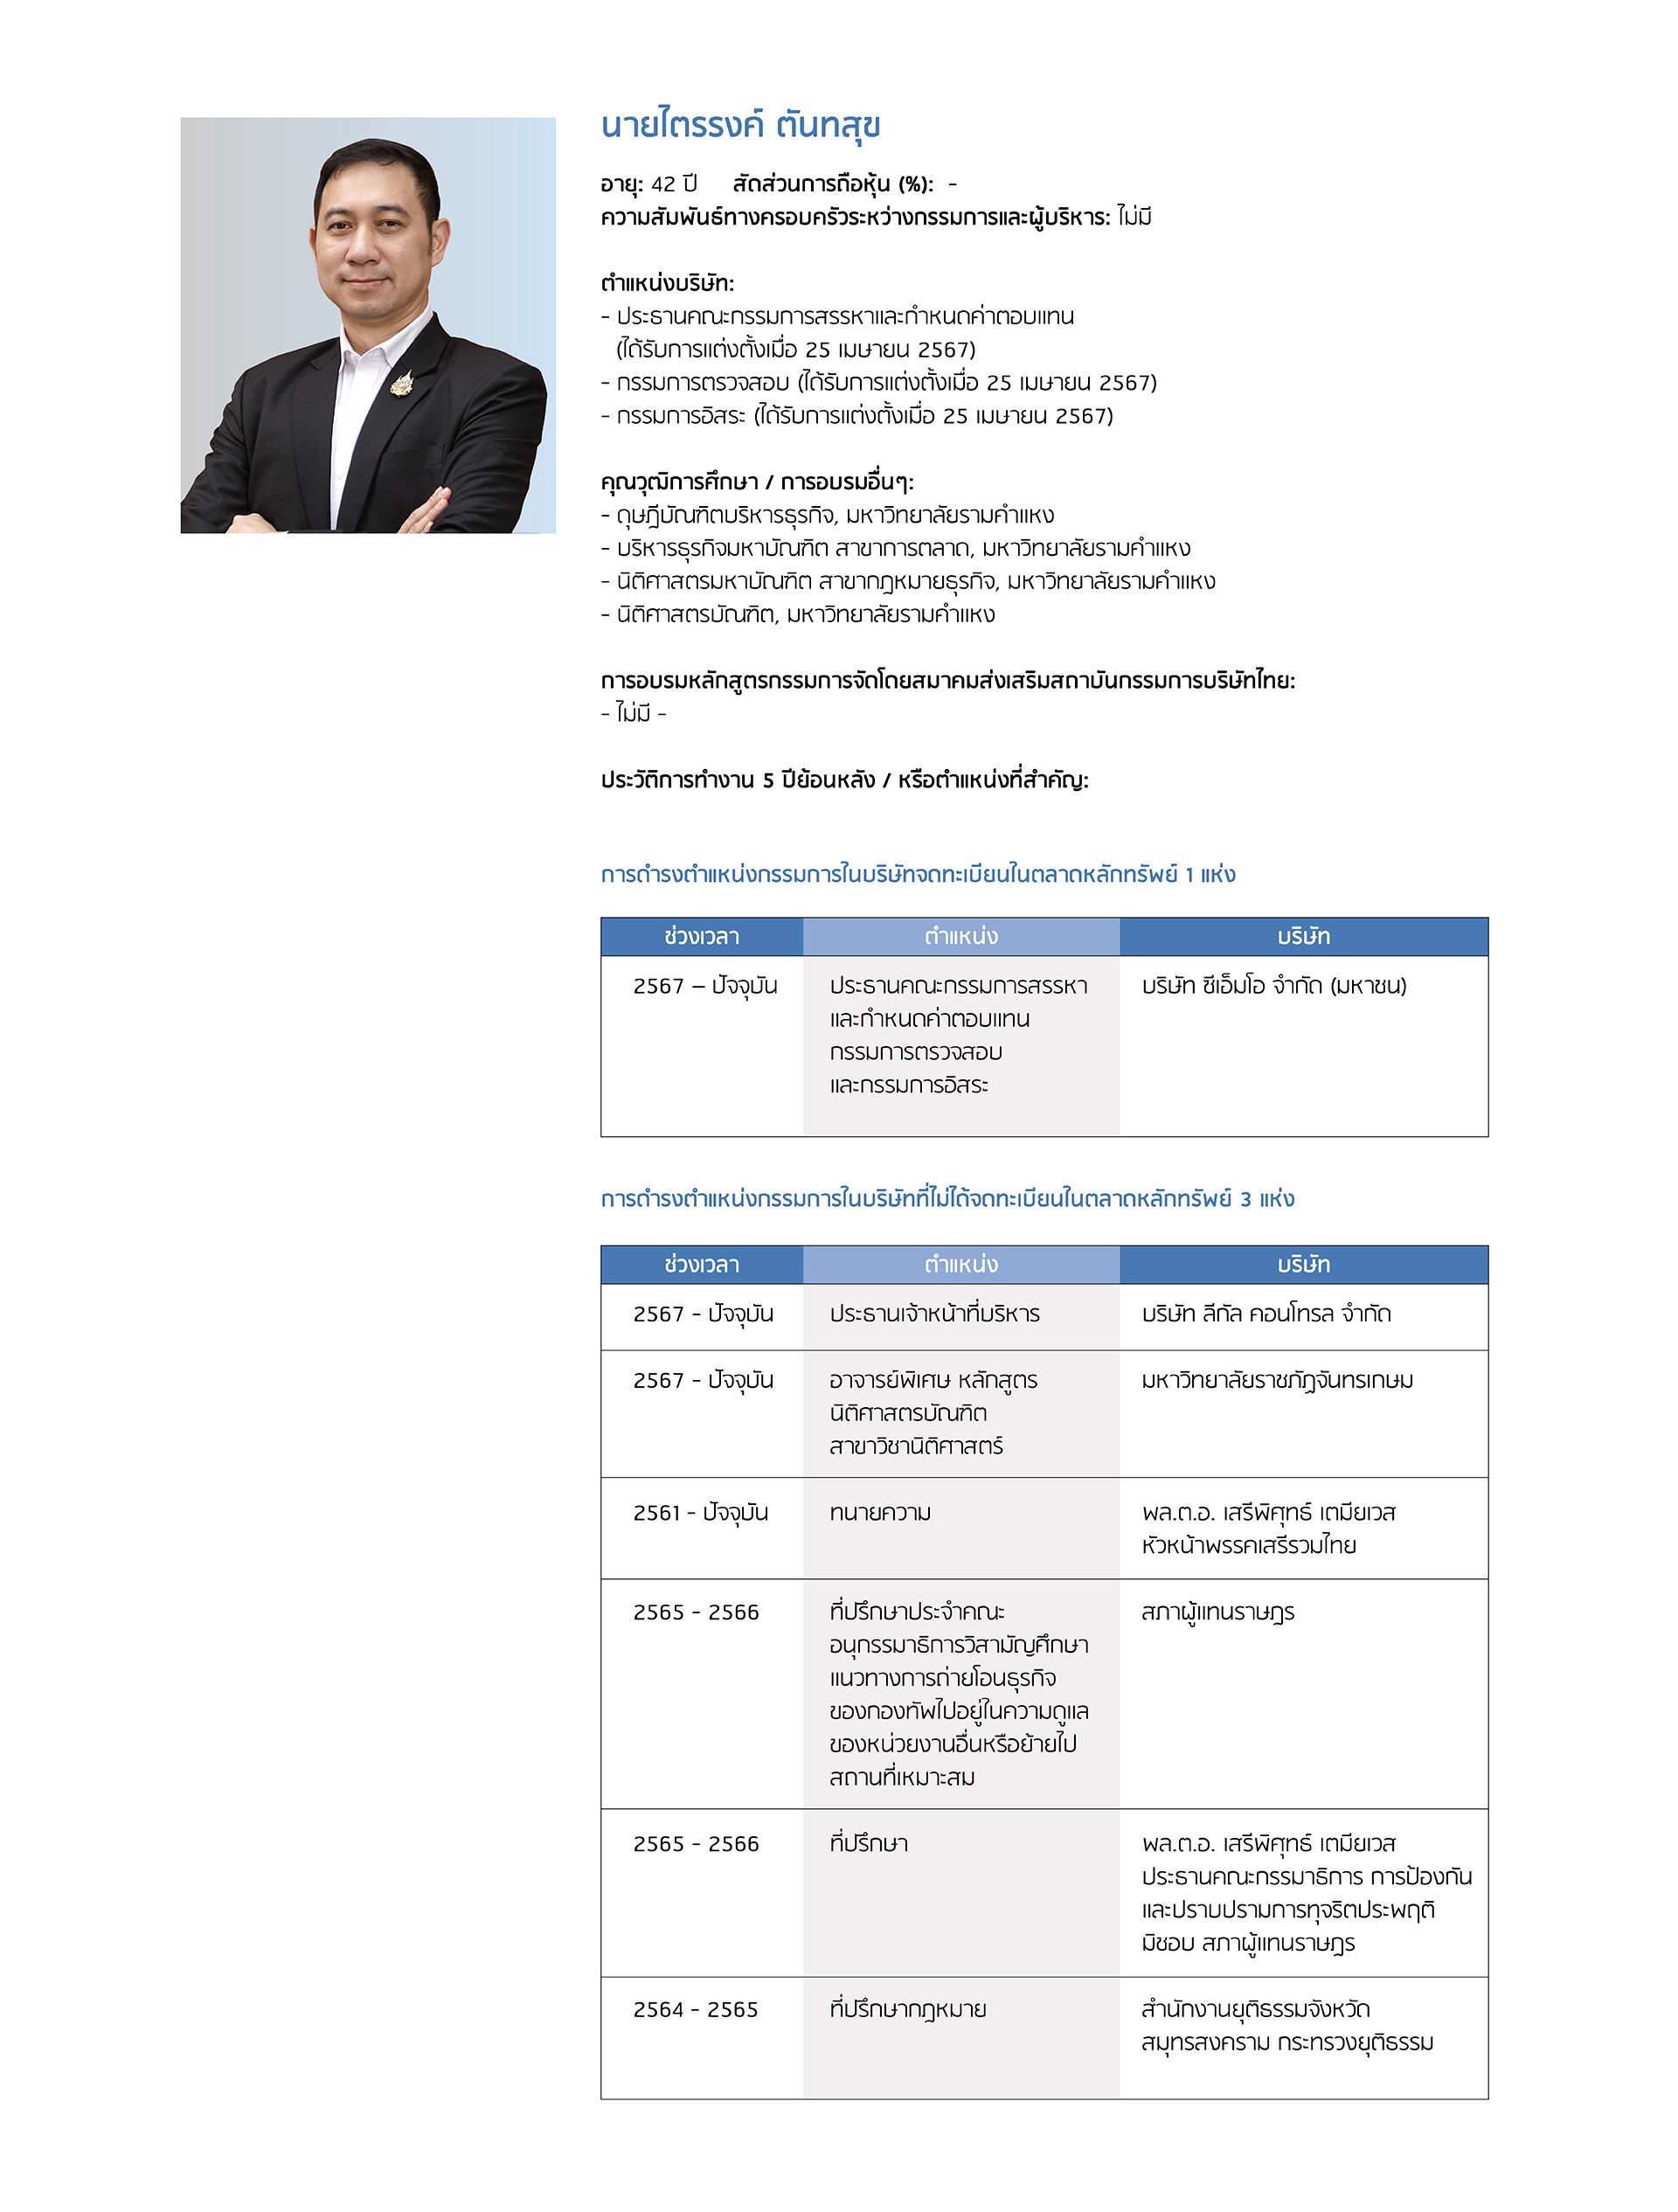 นายไตรรงค์ ตันทสุข
อายุ: 42 ปี สัดส่วนการถือหุ้น (%): -
ความสัมพันธ์ทางครอบครัวระหว่างกรรมการและผู้บริหาร: ไม่มี
ตำแหน่งบริษัท:
- ประธานคณะกรรมการสรรหาและกำหนดค่าตอบแทน
(ได้รับการแต่งตั้งเมื่อ 25 เมษายน 2567)
- กรรมการตรวจสอบ (ได้รับการแต่งตั้งเมื่อ 25 เมษายน 2567)
- กรรมการอิสระ (ได้รับการแต่งตั้งเมื่อ 25 เมษายน 2567)
คุณวุฒิการศึกษา / การอบรมอื่นๆ:
- ดุษฎีบัณฑิตบริหารธุรกิจ, มหาวิทยาลัยรามคำแหง
- บริหารธุรกิจมหาบัณฑิต สาขาการตลาด, มหาวิทยาลัยรามคำแหง
- นิติศาสตรมหาบัณฑิต สาขากฎหมายธุรกิจ, มหาวิทยาลัยรามคำแหง
- นิติศาสตรบัณฑิต, มหาวิทยาลัยรามคำแหง
การอบรมหลักสูตรกรรมการจัดโดยสมาคมส่งเสริมสถาบันกรรมการบริษัทไทย:
- ไม่มี -
ประวัติการทำงาน 5 ปีย้อนหลัง / หรือตำแหน่งที่สำคัญ:
การดำรงตำแหน่งกรรมการในบริษัทจดทะเบียนในตลาดหลักทรัพย์ 1 แห่ง
ช่วงเวลา ตำแหน่ง บริษัท
2567 – ปัจจุบัน ประธานคณะกรรมการสรรหา บริษัท ซีเอ็มโอ จำกัด (มหาชน)
และกำหนดค่าตอบแทน
กรรมการตรวจสอบ
และกรรมการอิสระ
การดำรงตำแหน่งกรรมการในบริษัทที่ไม่ได้จดทะเบียนในตลาดหลักทรัพย์ 3 แห่ง
ช่วงเวลา ตำแหน่ง บริษัท
2567 - ปัจจุบัน ประธานเจ้าหน้าที่บริหาร บริษัท ลีกัล คอนโทรล จำกัด
2567 - ปัจจุบัน อาจารย์พิเศษ หลักสูตร มหาวิทยาลัยราชภัฏจันทรเกษม
นิติศาสตรบัณฑิต
สาขาวิชานิติศาสตร์
2561 - ปัจจุบัน ทนายความ พล.ต.อ. เสรีพิศุทธ์ เตมียเวส
หัวหน้าพรรคเสรีรวมไทย
2565 - 2566 ที่ปรึกษาประจำคณะ สภาผู้แทนราษฎร
อนุกรรมาธิการวิสามัญศึกษา
แนวทางการถ่ายโอนธุรกิจ
ของกองทัพไปอยู่ในความดูแล
ของหน่วยงานอื่นหรือย้ายไป
สถานที่เหมาะสม
2565 - 2566 ที่ปรึกษา พล.ต.อ. เสรีพิศุทธ์ เตมียเวส
ประธานคณะกรรมาธิการ การป้องกัน
และปราบปรามการทุจริตประพฤติ
มิชอบ สภาผู้แทนราษฎร
2564 - 2565 ที่ปรึกษากฎหมาย สำนักงานยุติธรรมจังหวัด
สมุทรสงคราม กระทรวงยุติธรรม